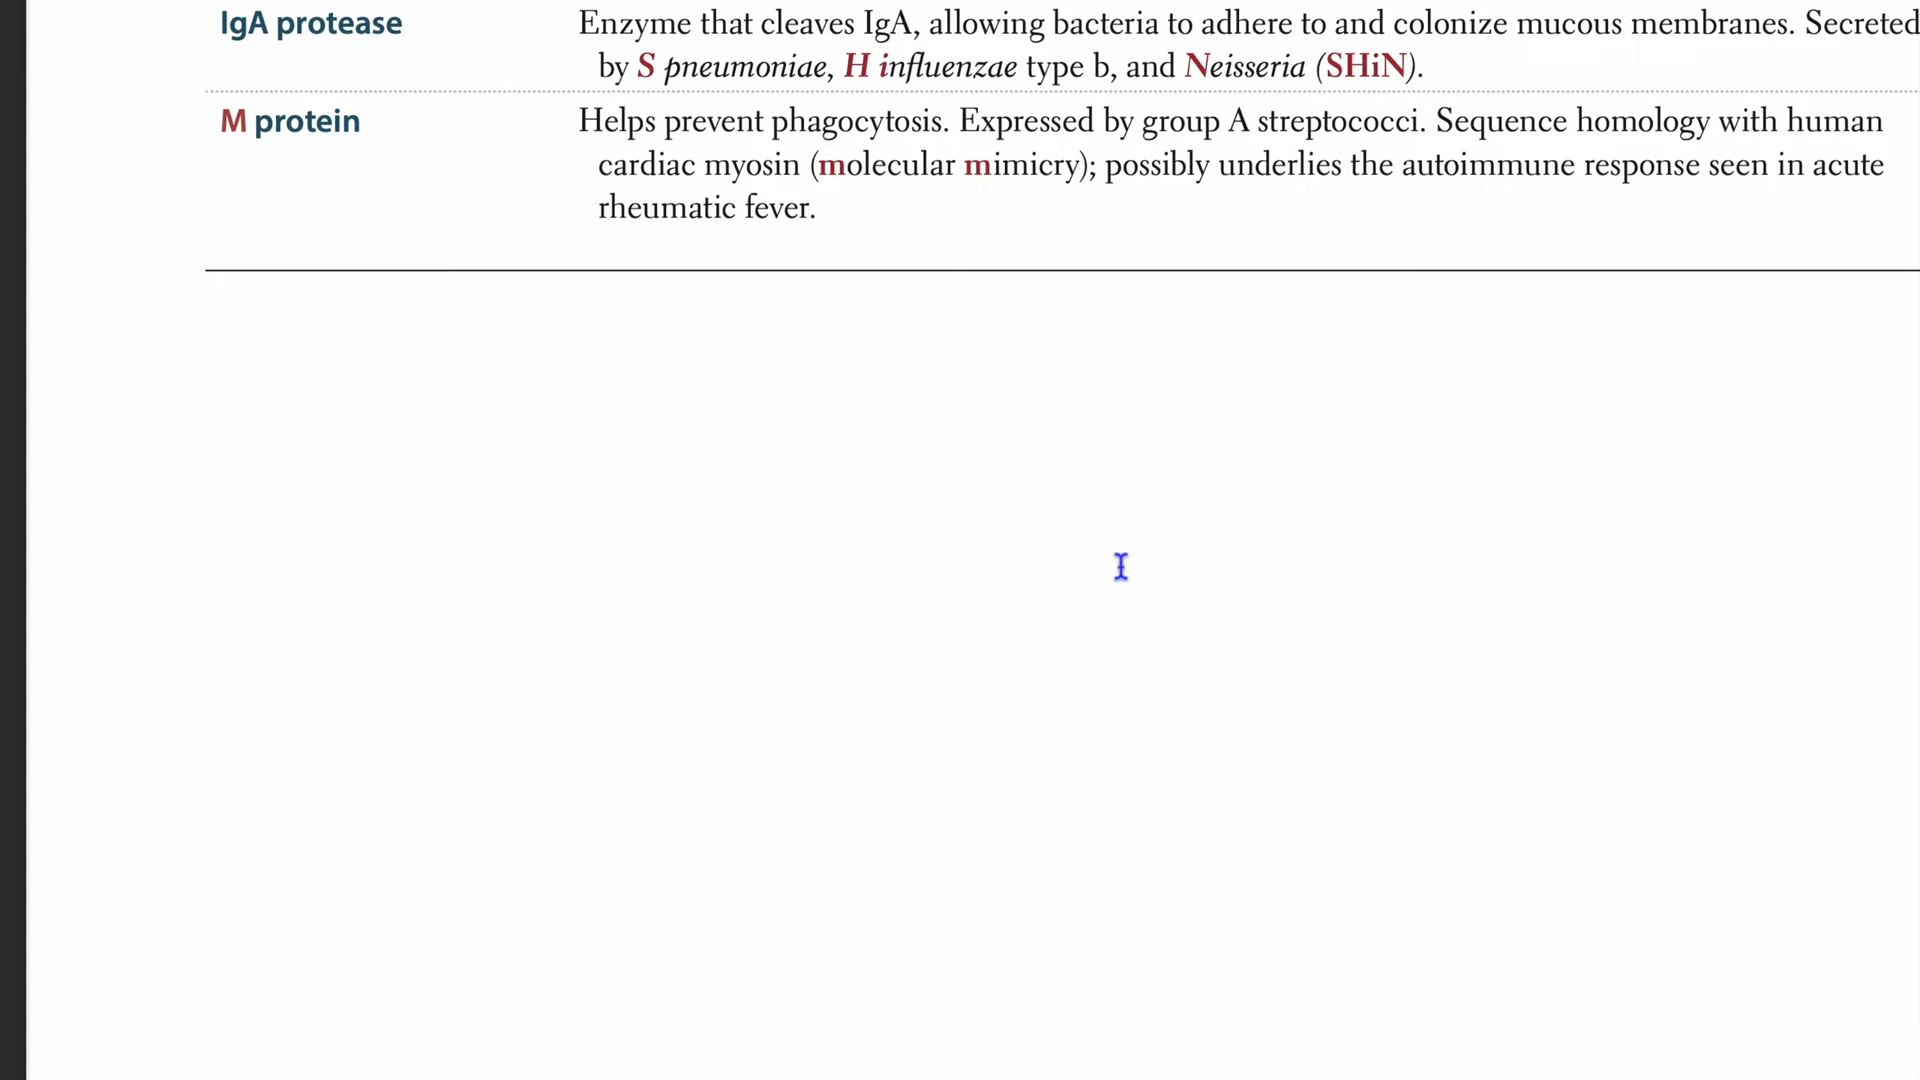 IgA protease
Enzyme that cleaves IgA, allowing bacteria to adhere to and colonize mucous membranes. Secreted
by S pneumoniae, H influenzae type b, and Neisseria (SHiN).
M protein
Helps prevent phagocytosis. Expressed by group A streptococci. Sequence homology with human
cardiac myosin (molecular mimicry); possibly underlies the autoimmune response seen in acute
rheumatic fever.